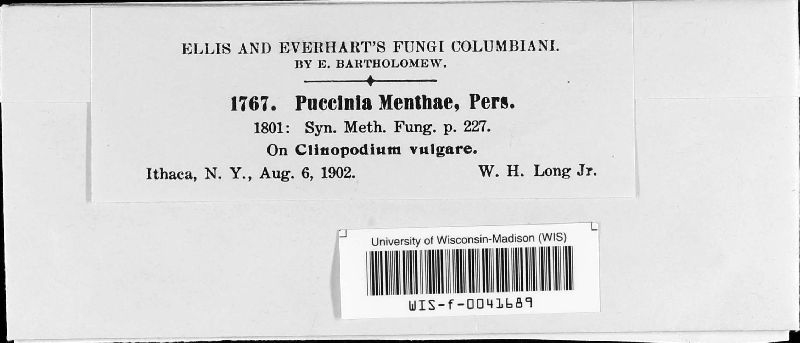 ELLIS AND EVERHART'S FUNGI COLUMBIANI.
BY E. BARTHOLOMEW.
1767. Puccinia Menthae, Pers.
1801: Syn. Meth. Fung. p. 227.
On Clinopodium vulgare.
Ithaca, N. Y., Aug. 6, 1902. W. H. Long Jr.
University of Wisconsin-Madison (WIS)
WIS-f-0041689